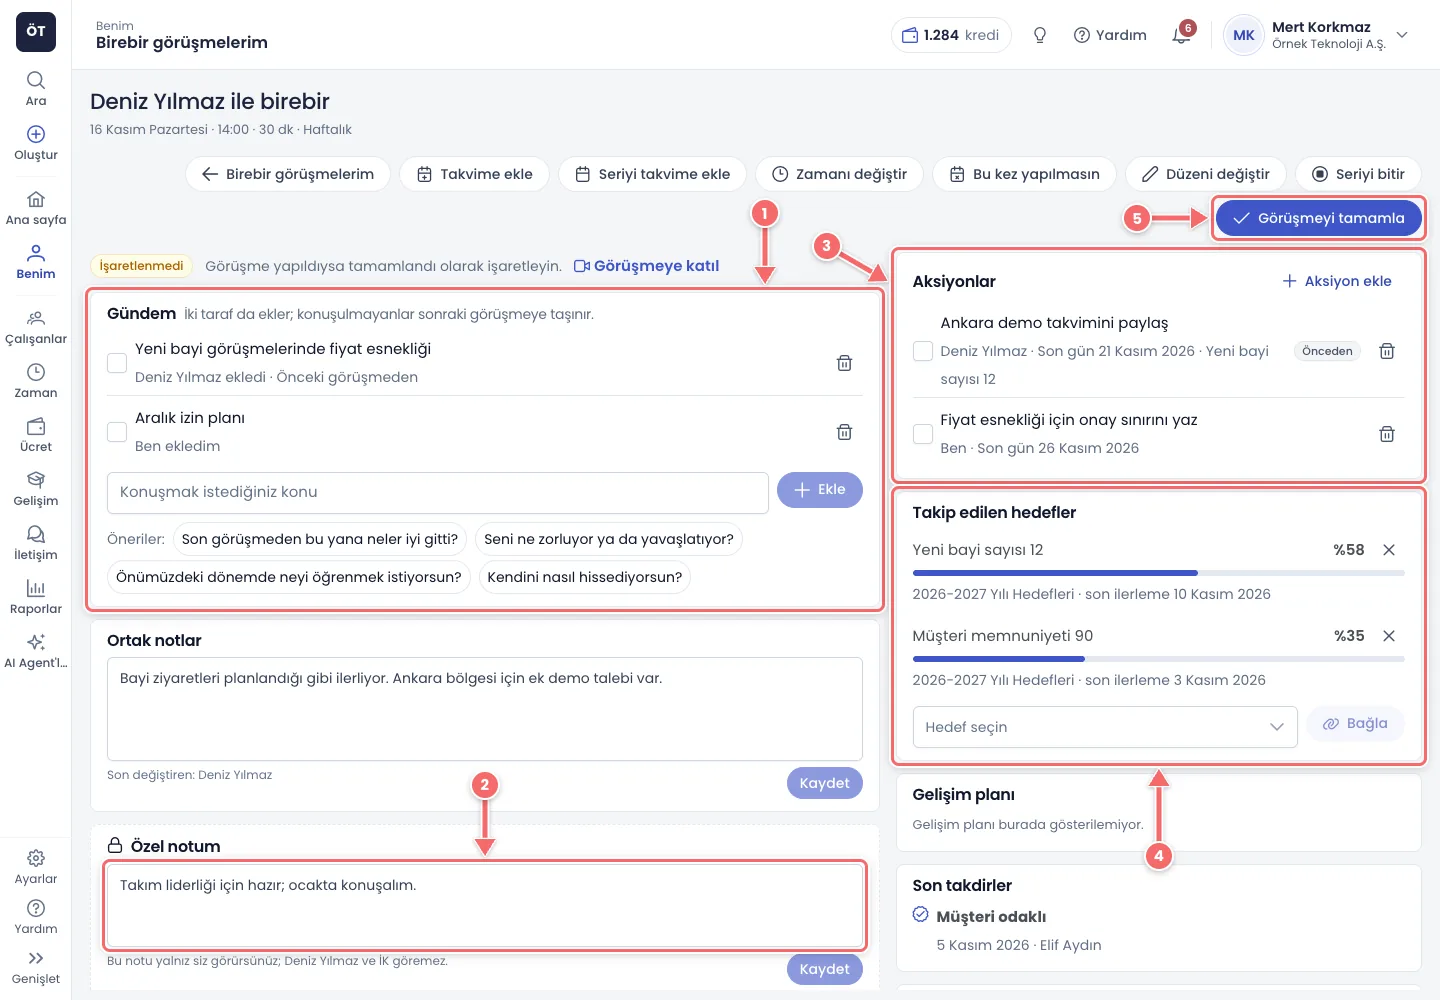 ÖT
Ara
Oluştur
Ana sayfa
Benim
Çalışanlar
Zaman
Ücret
Gelişim
İletişim
Raporlar
AI Agent'l...
Ayarlar
Yardım
Genişlet
Benim
Birebir görüşmelerim
1.284 kredi
Yardım
6
MK
Mert Korkmaz
Örnek Teknoloji A.Ş.
Deniz Yılmaz ile birebir
16 Kasım Pazartesi · 14:00 · 30 dk · Haftalık
Birebir görüşmelerim
Takvime ekle
Seriyi takvime ekle
Zamanı değiştir
Bu kez yapılmasın
Düzeni değiştir
Seriyi bitir
1
5
Görüşmeyi tamamla
3
İşaretlenmedi
Görüşme yapıldıysa tamamlandı olarak işaretleyin.
Görüşmeye katıl
Gündem İki taraf da ekler; konuşulmayanlar sonraki görüşmeye taşınır.
Yeni bayi görüşmelerinde fiyat esnekliği
Deniz Yılmaz ekledi · Önceki görüşmeden
Aralık izin planı
Ben ekledim
Konuşmak istediğiniz konu
Ekle
Öneriler:
Son görüşmeden bu yana neler iyi gitti?
Seni ne zorluyor ya da yavaşlatıyor?
Önümüzdeki dönemde neyi öğrenmek istiyorsun?
Kendini nasıl hissediyorsun?
Ortak notlar
Bayi ziyaretleri planlandığı gibi ilerliyor. Ankara bölgesi için ek demo talebi var.
Son değiştiren: Deniz Yılmaz
Kaydet
2
Özel notum
Takım liderliği için hazır; ocakta konuşalım.
Bu notu yalnız siz görürsünüz; Deniz Yılmaz ve İK göremez.
Kaydet
Aksiyonlar
Aksiyon ekle
Ankara demo takvimini paylaş
Deniz Yılmaz · Son gün 21 Kasım 2026 · Yeni bayi
sayısı 12
Önceden
Fiyat esnekliği için onay sınırını yaz
Ben · Son gün 26 Kasım 2026
Takip edilen hedefler
Yeni bayi sayısı 12
%58
2026-2027 Yılı Hedefleri · son ilerleme 10 Kasım 2026
Müşteri memnuniyeti 90
%35
2026-2027 Yılı Hedefleri · son ilerleme 3 Kasım 2026
Hedef seçin
Bağla
Gelişim planı
Gelişim planı burada gösterilemiyor.
4
Son takdirler
Müşteri odaklı
5 Kasım 2026 · Elif Aydın